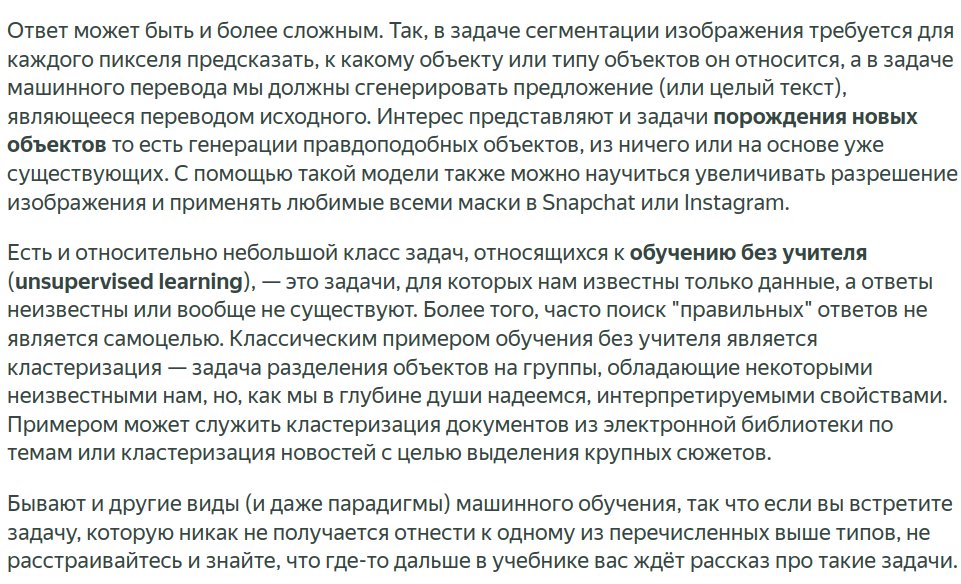 Ответ может быть и более сложным. Так, в задаче сегментации изображения требуется для
каждого пикселя предсказать, к какому объекту или типу объектов он относится, а в задаче
машинного перевода мы должны сгенерировать предложение (или целый текст),
являющееся переводом исходного. Интерес представляют и задачи порождения новых
объектов то есть генерации правдоподобных объектов, из ничего или на основе уже
существующих. С помощью такой модели также можно научиться увеличивать разрешение
изображения и применять любимые всеми маски в Snapchat или Instagram.
Есть и относительно небольшой класс задач, относящихся к обучению без учителя
(unsupervised learning), — это задачи, для которых нам известны только данные, а ответы
неизвестны или вообще не существуют. Более того, часто поиск "правильных" ответов не
является самоцелью. Классическим примером обучения без учителя является
кластеризация — задача разделения объектов на группы, обладающие некоторыми
неизвестными нам, но, как мы в глубине души надеемся, интерпретируемыми свойствами.
Примером может служить кластеризация документов из электронной библиотеки по
темам или кластеризация новостей с целью выделения крупных сюжетов.
Бывают и другие виды (и даже парадигмы) машинного обучения, так что если вы встретите
задачу, которую никак не получается отнести к одному из перечисленных выше типов, не
расстраивайтесь и знайте, что где-то дальше в учебнике вас ждёт рассказ про такие задачи.